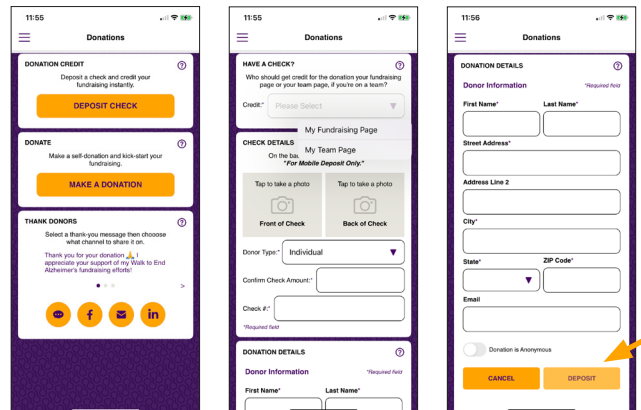 11:55
Donations
DONATION CREDIT
?
Deposit a check and credit your
fundraising instantly.
DEPOSIT CHECK
DONATE
?
Make a self-donation and kick-start your
fundraising.
MAKE A DONATION
THANK DONORS
?
Select a thank-you message then choose
what channel to share it on.
Thank you for your donation 🙏 I
appreciate your support of my Walk to End
Alzheimer's fundraising efforts!
>
f
in
11:55
Donations
HAVE A CHECK?
?
Who should get credit for the donation your fundraising
page or your team page, if you're on a team?
Credit:* Please Select
My Fundraising Page
My Team Page
CHECK DETAILS
On the bac
"For Mobile Deposit Only."
Tap to take a photo
Tap to take a photo
Front of Check
Back of Check
Donor Type:* Individual
Confirm Check Amount:*
Check #:*
*Required field
DONATION DETAILS
?
Donor Information
*Required field
First Name*
Last Name*
11:56
Donations
DONATION DETAILS
?
Donor Information
*Required field
First Name*
Last Name*
Street Address*
Address Line 2
City*
State*
ZIP Code*
Email
Donation is Anonymous
CANCEL
DEPOSIT